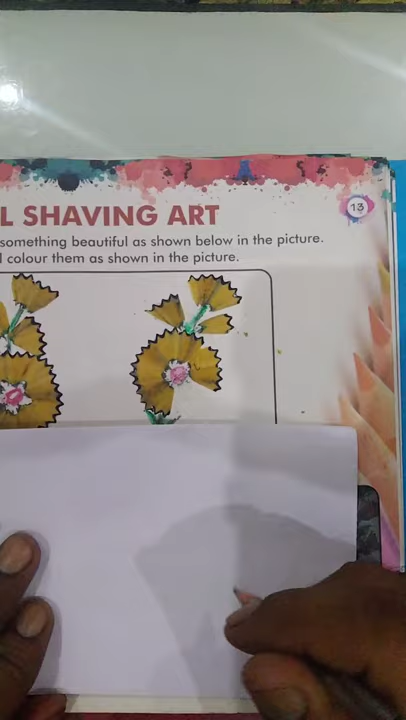 L SHAVING ART
13
something beautiful as shown below in the picture.
colour them as shown in the picture.